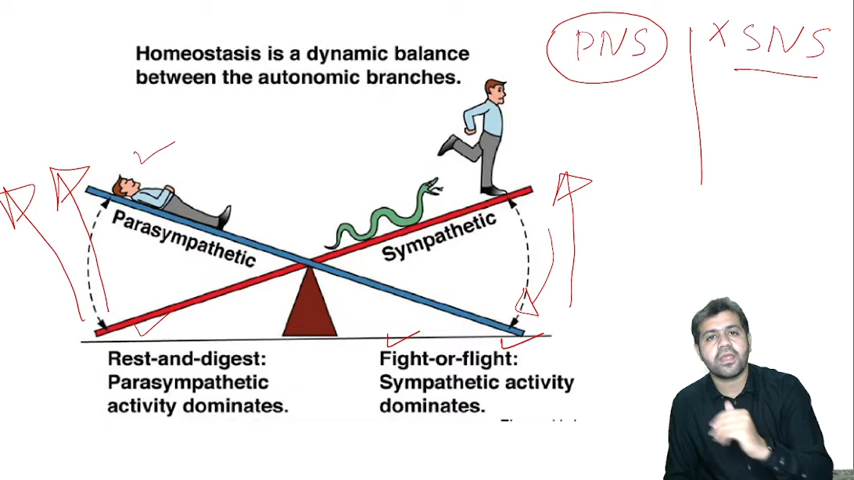 Homeostasis is a dynamic balance
between the autonomic branches.
PNS
x SNS
Parasympathetic
Sympathetic
Rest-and-digest:
Parasympathetic
activity dominates.
Fight-or-flight:
Sympathetic activity
dominates.